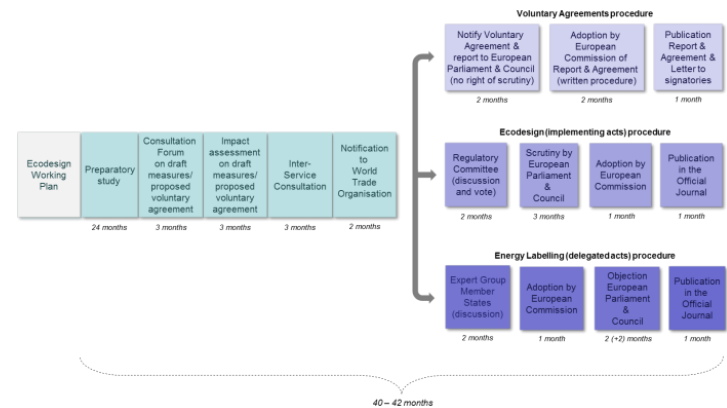 Voluntary Agreements procedure
Notify Voluntary
Agreement &
report to European
Parliament & Council
(no right of scrutiny)
2 months
Adoption by
European
Commission of
Report & Agreement
(written procedure)
2 months
Publication
Report &
Agreement &
Letter to
signatories
1 month
Ecodesign
Working
Plan
Preparatory
study
24 months
Consultation
Forum
on draft
measures/
proposed
voluntary
agreement
3 months
Impact
assessment
on draft
measures/
proposed
voluntary
agreement
3 months
Inter-
Service
Consultation
3 months
Notification
to
World
Trade
Organisation
2 months
Ecodesign (implementing acts) procedure
Regulatory
Committee
(discussion
and vote)
2 months
Scrutiny by
European
Parliament
&
Council
3 months
Adoption by
European
Commission
1 month
Publication
in the
Official
Journal
1 month
Energy Labelling (delegated acts) procedure
Expert Group
Member
States
(discussion)
2 months
Adoption by
European
Commission
1 month
Objection
European
Parliament
&
Council
2 (+2) months
Publication
in the
Official
Journal
1 month
40 – 42 months